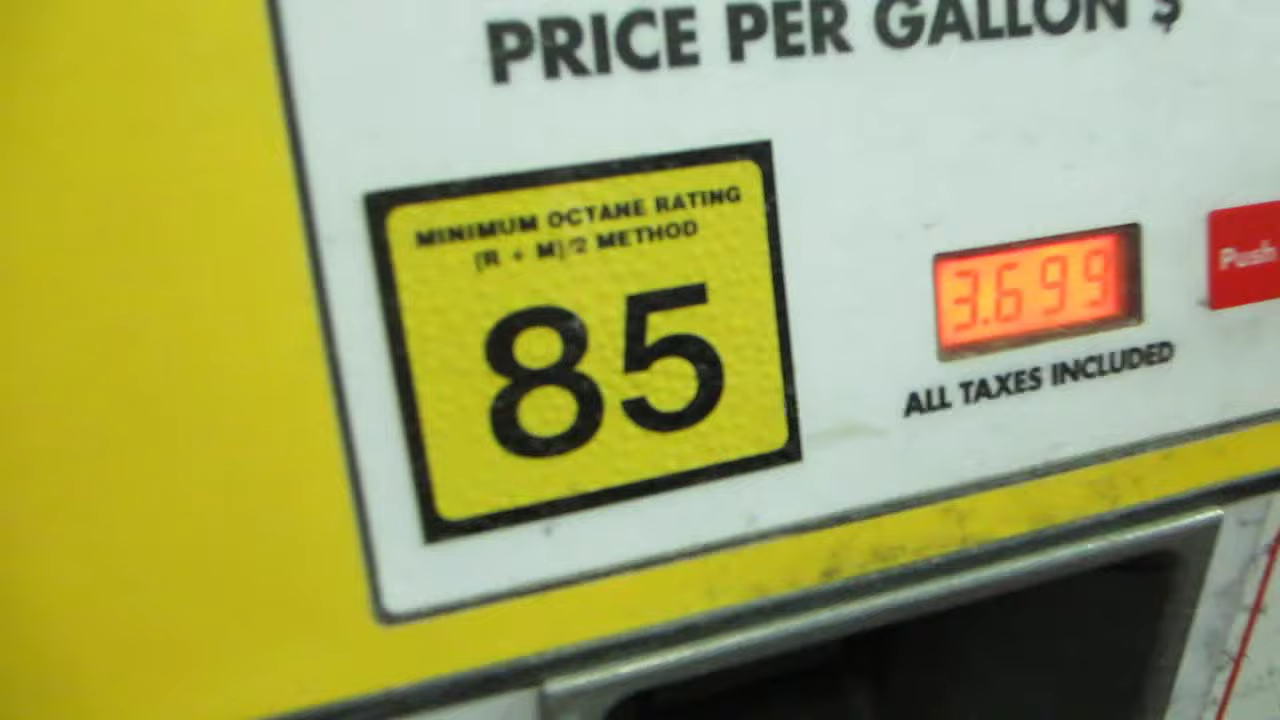 PRICE PER GALLON $
MINIMUM OCTANE RATING
(R + M)/2 METHOD
85
3.699
Push
ALL TAXES INCLUDED